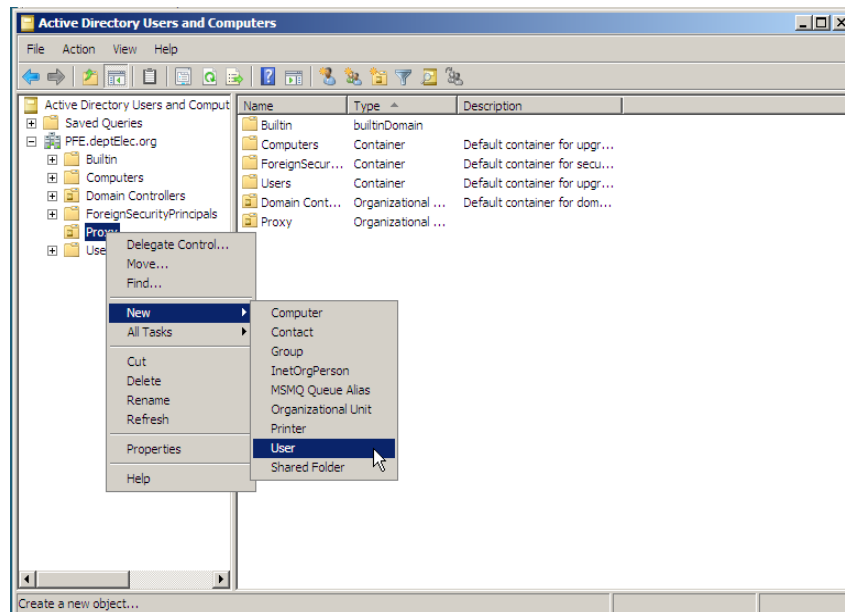 Active Directory Users and Computers
File Action View Help
Active Directory Users and Comput
Saved Queries
PFE.deptElec.org
Builtin
Computers
Domain Controllers
ForeignSecurityPrincipals
Proxy
Use
Name Type Description
Builtin builtinDomain
Computers Container Default container for upgr...
ForeignSecur... Container Default container for secu...
Users Container Default container for upgr...
Domain Cont... Organizational ... Default container for dom...
Proxy Organizational ...
Delegate Control...
Move...
Find...
New
All Tasks
Cut
Delete
Rename
Refresh
Properties
Help
Computer
Contact
Group
InetOrgPerson
MSMQ Queue Alias
Organizational Unit
Printer
User
Shared Folder
Create a new object...